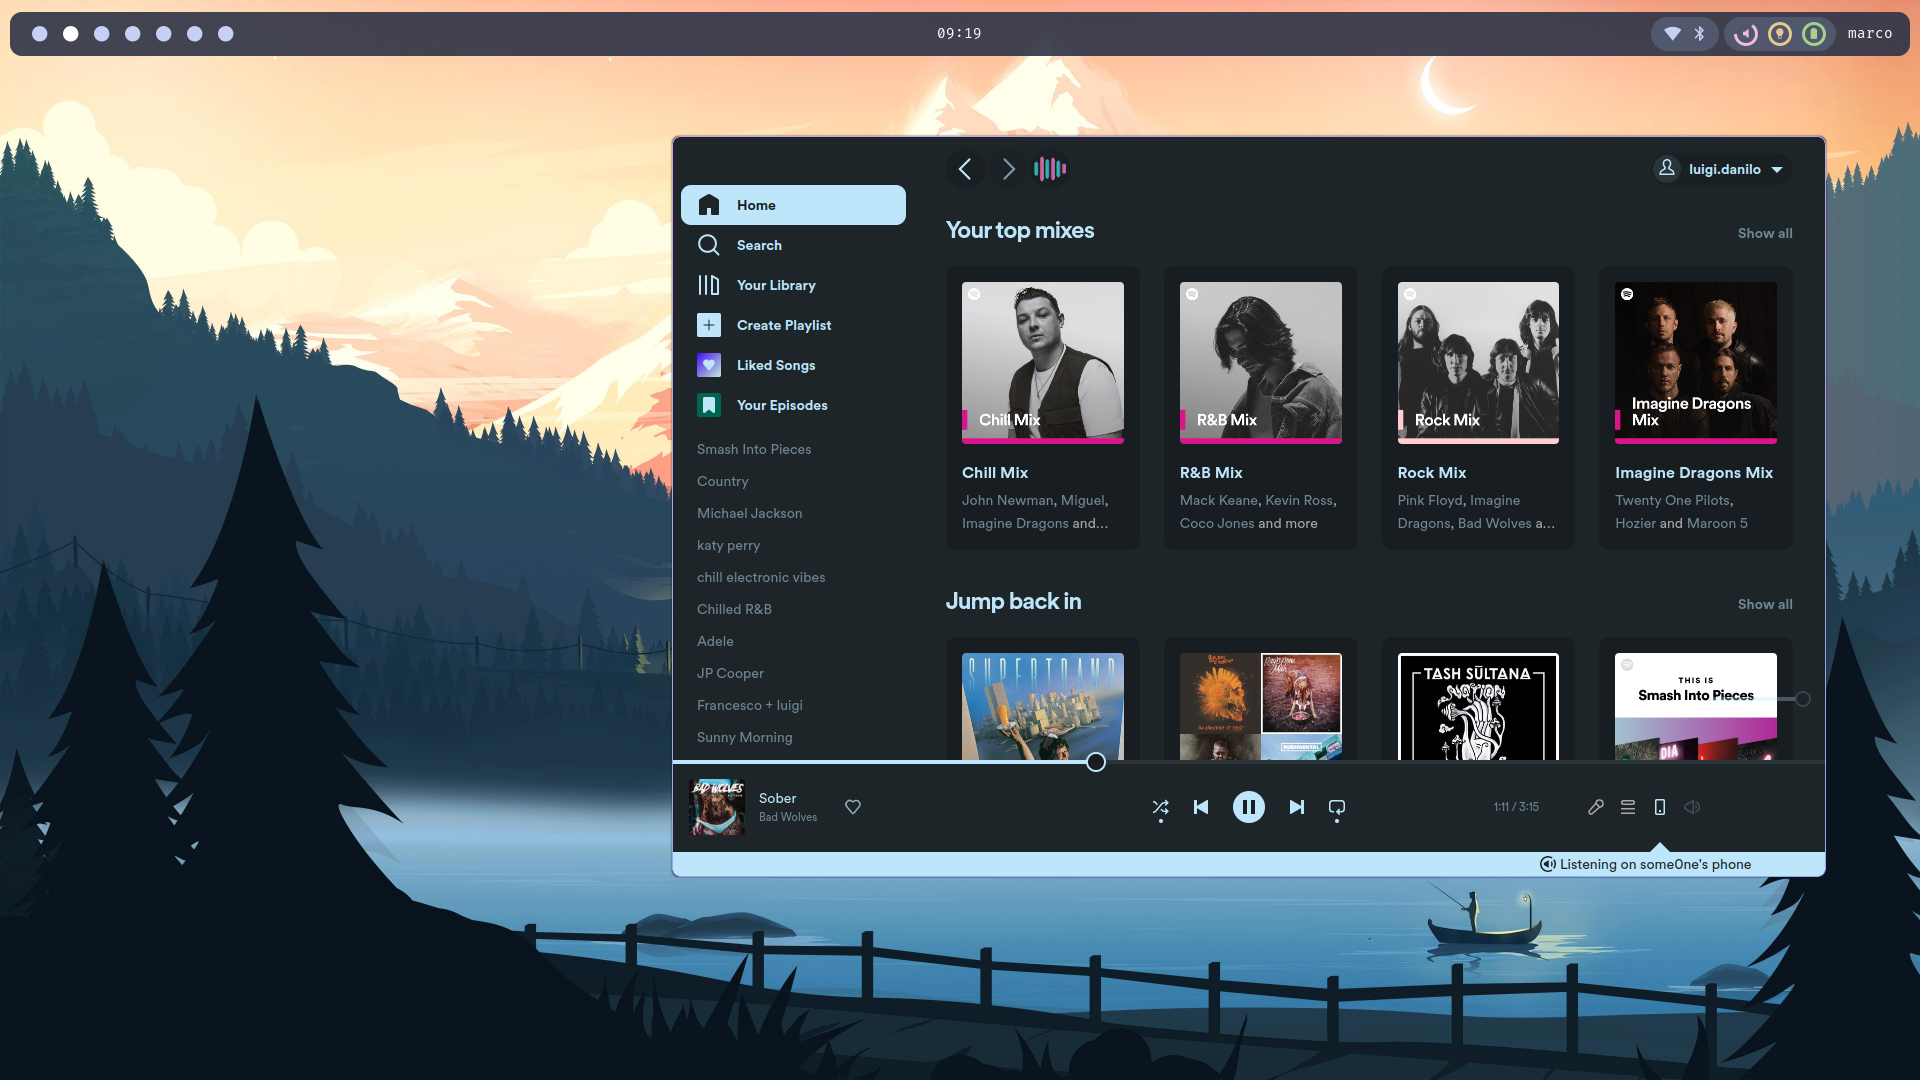 09:19
marco
luigi.danilo
Home
Search
Your Library
Create Playlist
Liked Songs
Your Episodes
Smash Into Pieces
Country
Michael Jackson
katy perry
chill electronic vibes
Chilled R&B
Adele
JP Cooper
Francesco + luigi
Sunny Morning
Your top mixes
Show all
Chill Mix
R&B Mix
Rock Mix
Imagine Dragons
Mix
Chill Mix
John Newman, Miguel,
Imagine Dragons and...
R&B Mix
Mack Keane, Kevin Ross,
Coco Jones and more
Rock Mix
Pink Floyd, Imagine
Dragons, Bad Wolves a...
Imagine Dragons Mix
Twenty One Pilots,
Hozier and Maroon 5
Jump back in
Show all
SUPERTRAMP
RUDIMENTAL
TASH SULTANA
THIS IS
Smash Into Pieces
DIA
BAD WOLVES
Sober
Bad Wolves
1:11 / 3:15
Listening on some0ne's phone